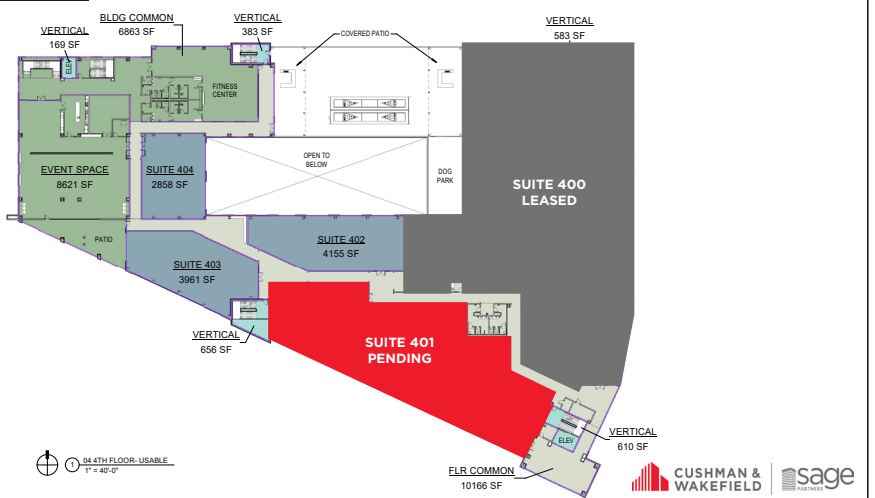 BLDG COMMON
6863 SF
VERTICAL
383 SF
VERTICAL
583 SF
VERTICAL
169 SF
ELEV
COVERED PATIO
FITNESS
CENTER
EVENT SPACE
8621 SF
SUITE 404
2858 SF
OPEN TO
BELOW
DOG
PARK
SUITE 400
LEASED
PATIO
SUITE 402
4155 SF
SUITE 403
3961 SF
VERTICAL
656 SF
SUITE 401
PENDING
VERTICAL
610 SF
ELEV
FLR COMMON
10166 SF
1
04 4TH FLOOR- USABLE
1" = 40'-0"
CUSHMAN &
WAKEFIELD
sage
PARTNERS